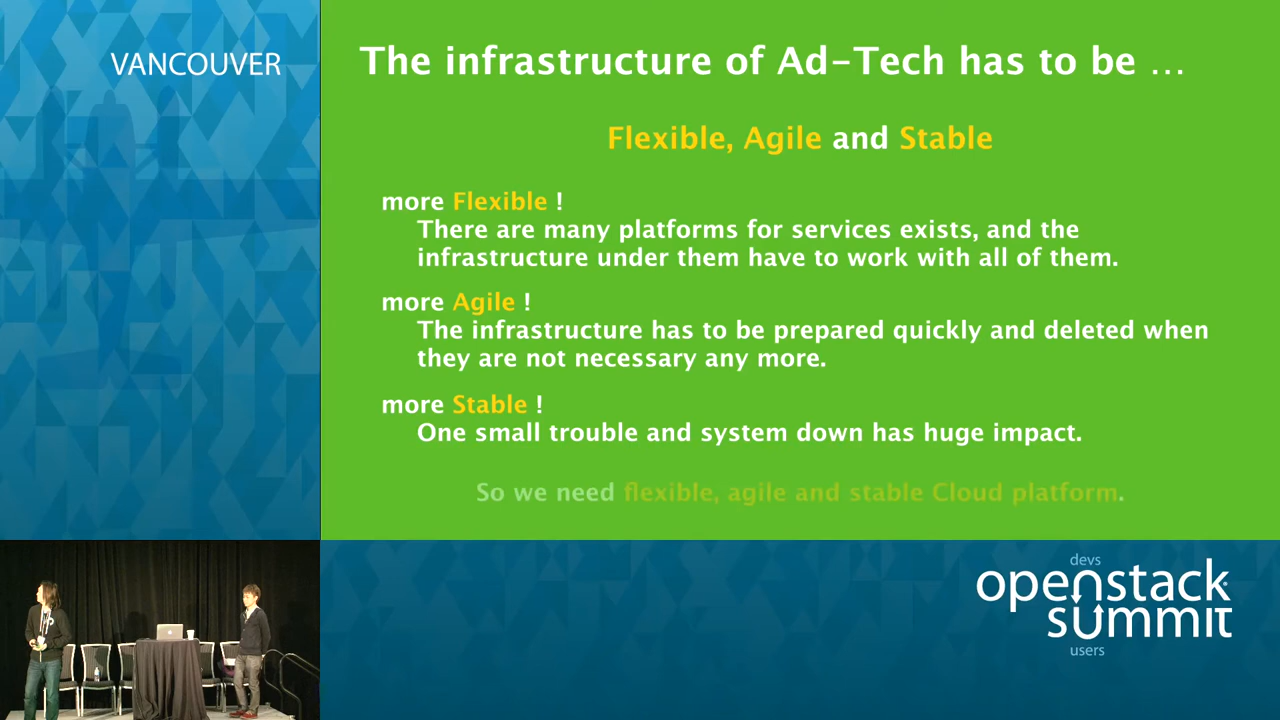 VANCOUVER
The infrastructure of Ad-Tech has to be ...
Flexible, Agile and Stable
more Flexible !
There are many platforms for services exists, and the
infrastructure under them have to work with all of them.
more Agile !
The infrastructure has to be prepared quickly and deleted when
they are not necessary any more.
more Stable !
One small trouble and system down has huge impact.
So we need flexible, agile and stable Cloud platform.
devs
openstack
summit
users